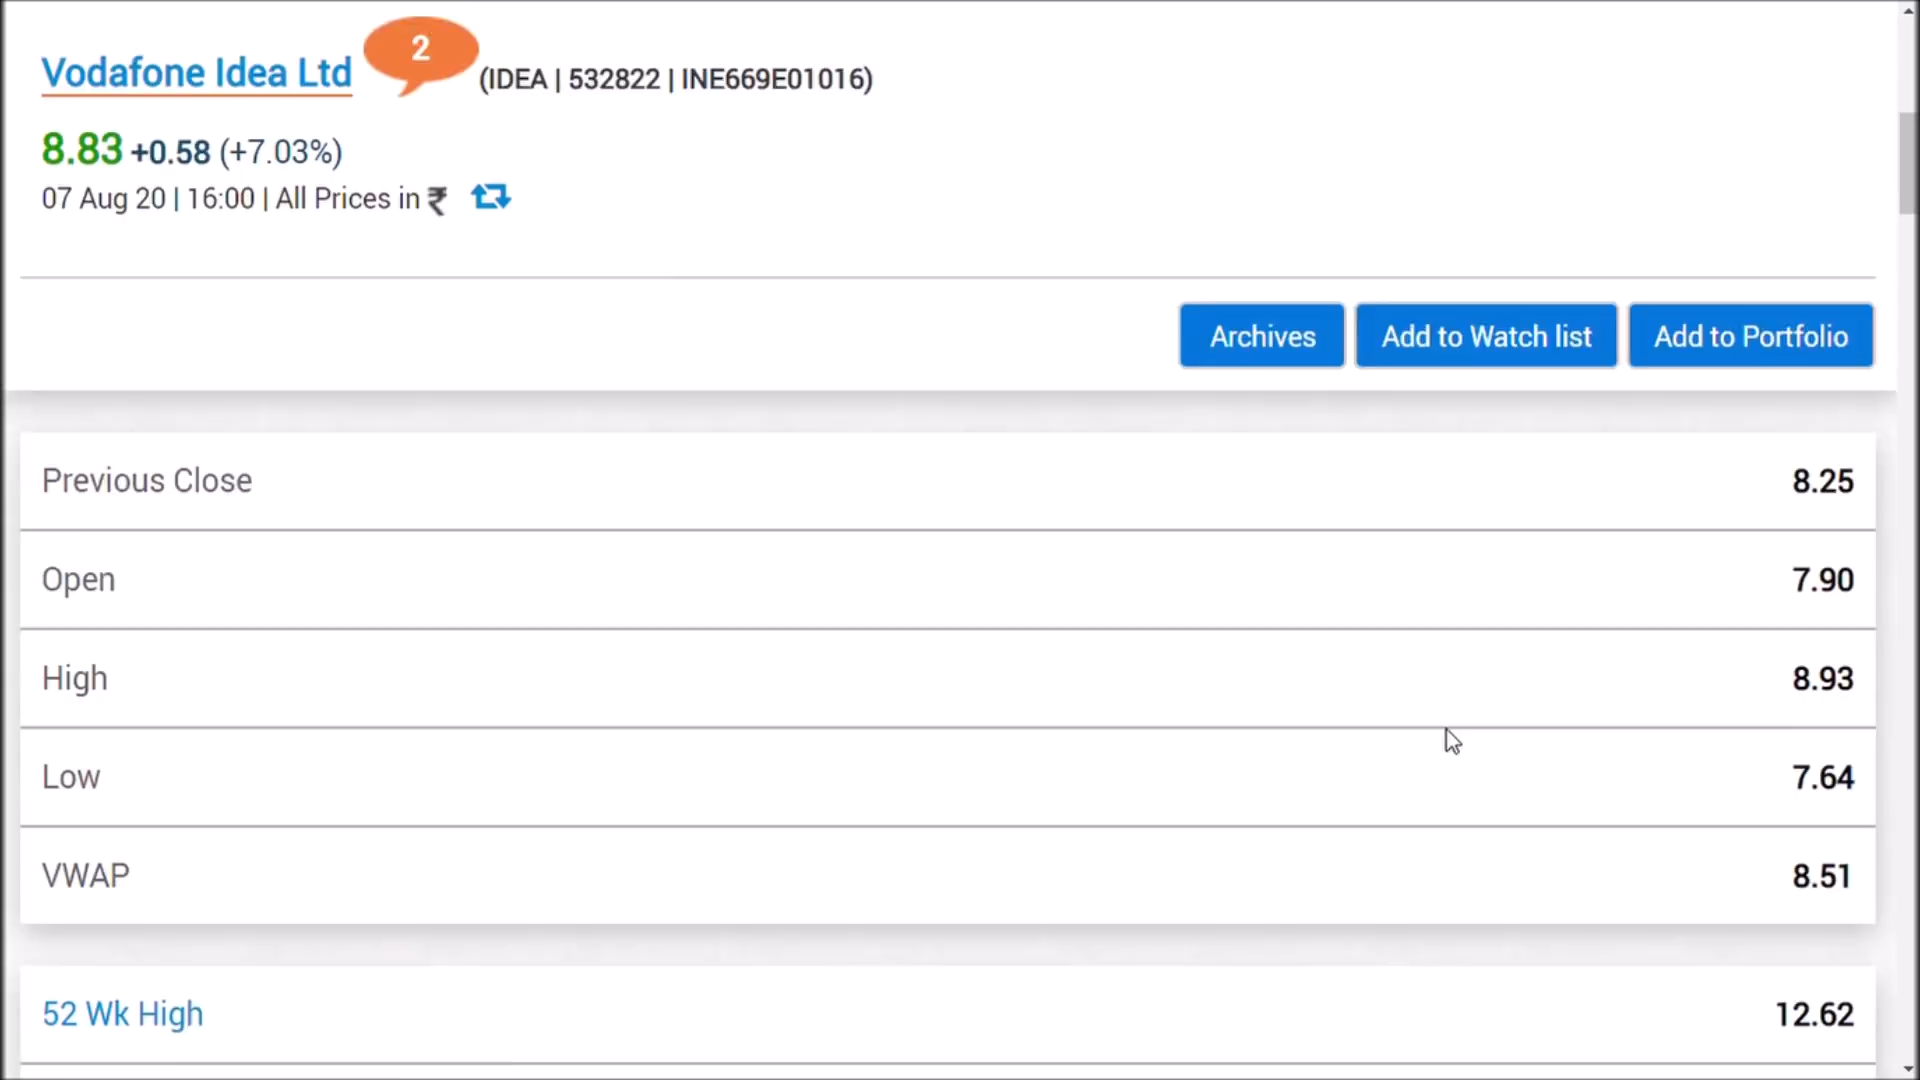 Vodafone Idea Ltd 2 (IDEA | 532822 | INE669E01016)
8.83 +0.58 (+7.03%)
07 Aug 20 | 16:00 | All Prices in ₹
Archives Add to Watch list Add to Portfolio
Previous Close 8.25
Open 7.90
High 8.93
Low 7.64
VWAP 8.51
52 Wk High 12.62